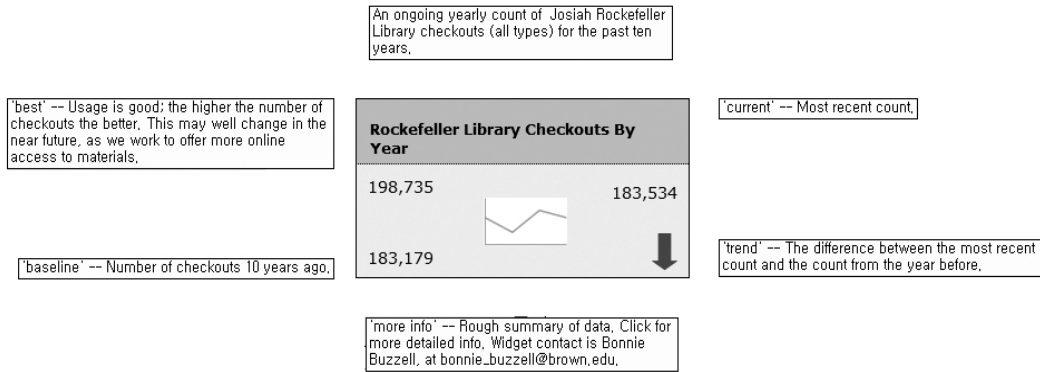 An ongoing yearly count of Josiah Rockefeller
Library checkouts (all types) for the past ten
years,
'best' -- Usage is good; the higher the number of
checkouts the better, This may well change in the
near future, as we work to offer more online
access to materials,
'current' -- Most recent count,
Rockefeller Library Checkouts By
Year
198,735
183,534
183,179
'baseline' -- Number of checkouts 10 years ago,
'trend' -- The difference between the most recent
count and the count from the year before,
'more info' -- Rough summary of data, Click for
more detailed info, Widget contact is Bonnie
Buzzell, at bonnie_buzzell@brown,edu,